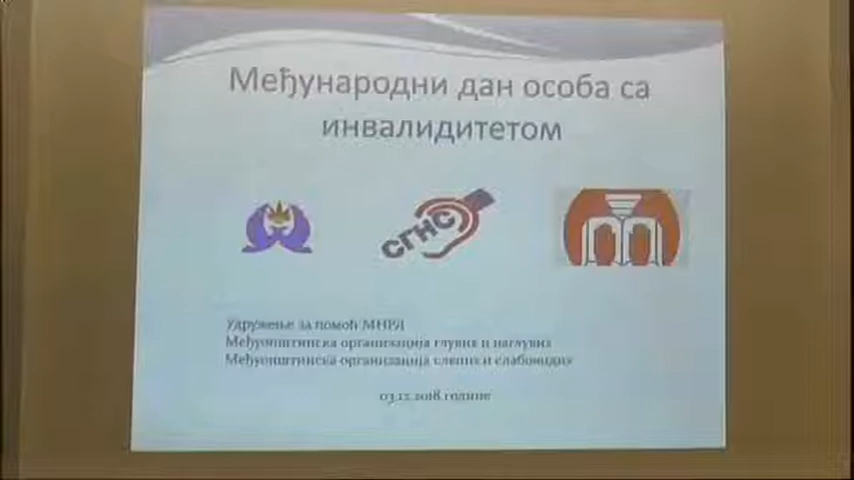 Међународни дан особа са
инвалидитетом
СГНС
Удружење за помоћ МНРЛ
Међуопштинска организација глувих и наглувих
Међуопштинска организација слепих и слабовидих
03.12.2018.године